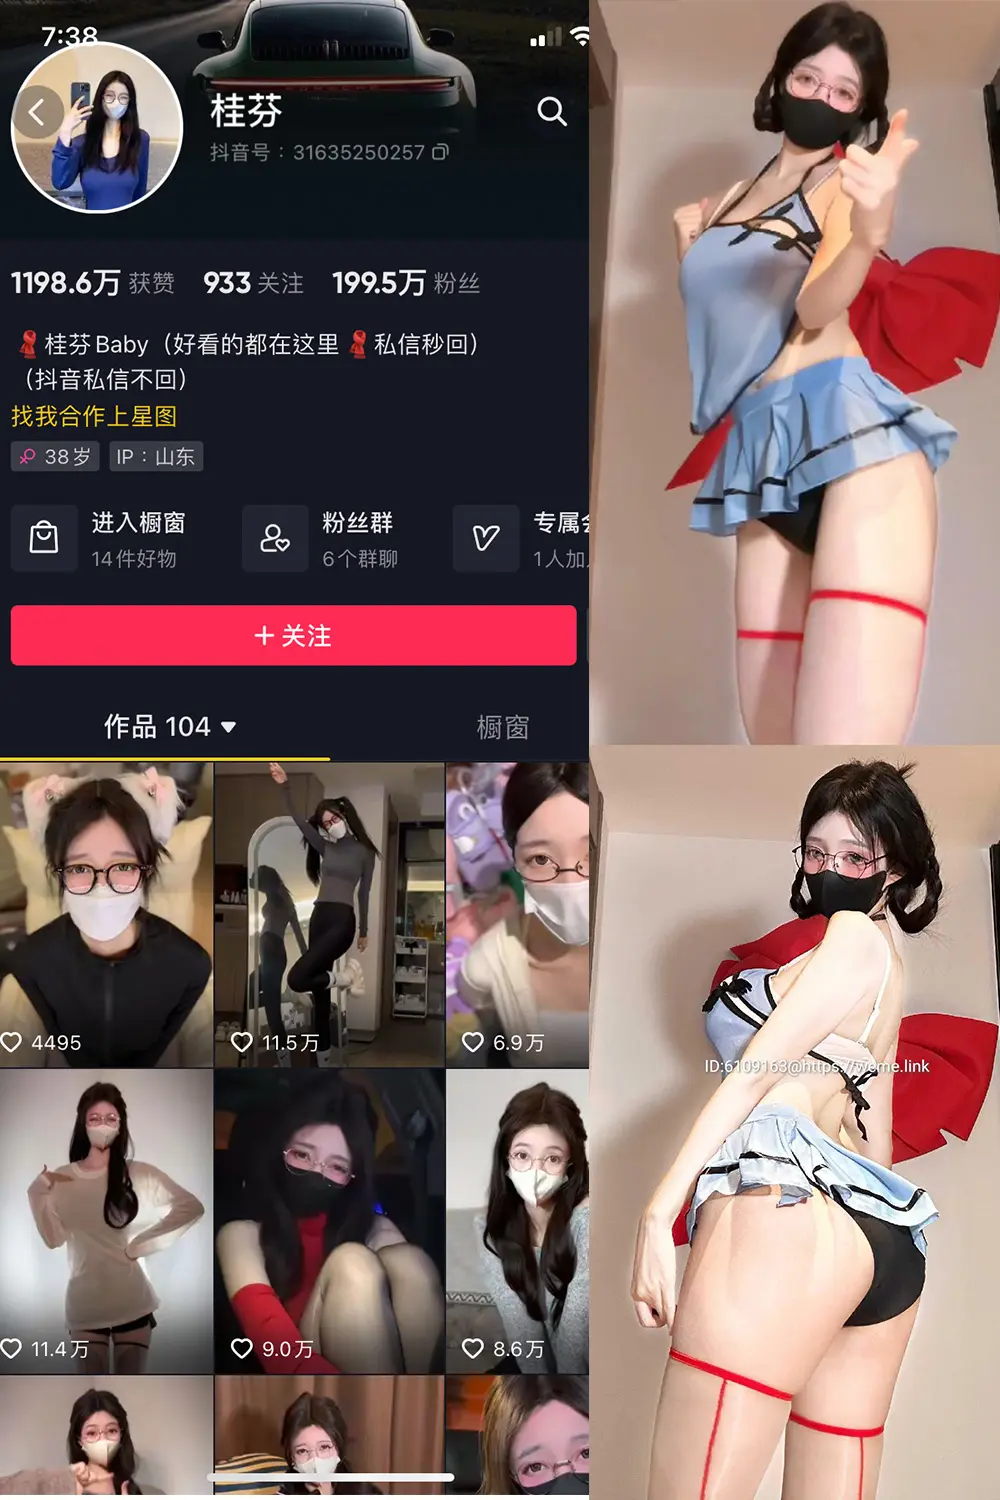 7:38
桂芬
抖音号：31635250257
1198.6万 获赞 933 关注 199.5万 粉丝
桂芬Baby（好看的都在这里 私信秒回）
（抖音私信不回）
找我合作上星图
38岁 IP：山东
进入橱窗 粉丝群 专属
14件好物 6个群聊 1人加
+ 关注
作品 104 橱窗
4495 11.5万 6.9万
11.4万 9.0万 8.6万
ID:6109163@https://weme.link